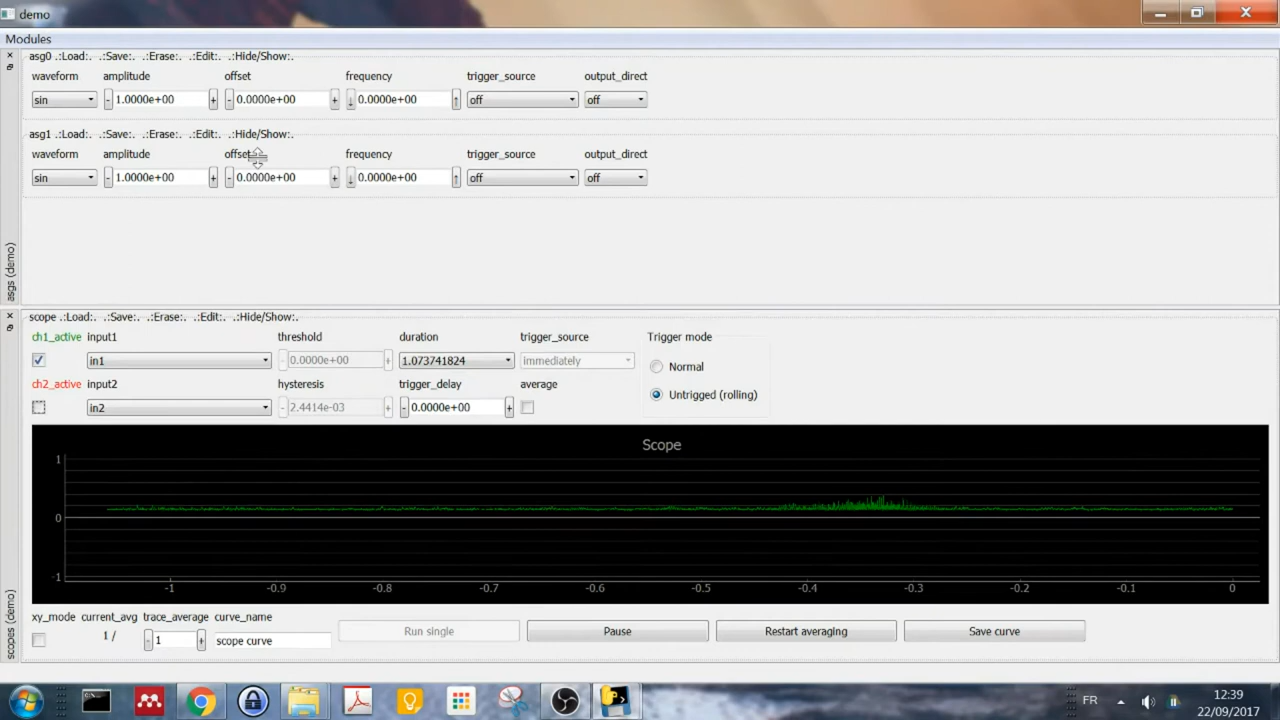 demo
Modules
asg0 .:Load:. .:Save:. .:Erase:. .:Edit:. .:Hide/Show:.
waveform amplitude offset frequency trigger_source output_direct
sin - 1.0000e+00 + - 0.0000e+00 + ↓ 0.0000e+00 ↑ off off
asg1 .:Load:. .:Save:. .:Erase:. .:Edit:. .:Hide/Show:.
waveform amplitude offset frequency trigger_source output_direct
sin - 1.0000e+00 + - 0.0000e+00 + ↓ 0.0000e+00 ↑ off off
asgs (demo)
scope .:Load:. .:Save:. .:Erase:. .:Edit:. .:Hide/Show:.
ch1_active input1 threshold duration trigger_source Trigger mode
in1 - 0.0000e+00 + 1.073741824 immediately Normal
ch2_active input2 hysteresis trigger_delay average Untrigged (rolling)
in2 - 2.4414e-03 + - 0.0000e+00 +
Scope
1
0
-1
-1 -0.9 -0.8 -0.7 -0.6 -0.5 -0.4 -0.3 -0.2 -0.1 0
scopes (demo)
xy_mode current_avg trace_average curve_name
1 / - 1 + scope curve Run single Pause Restart averaging Save curve
FR 12:39
22/09/2017